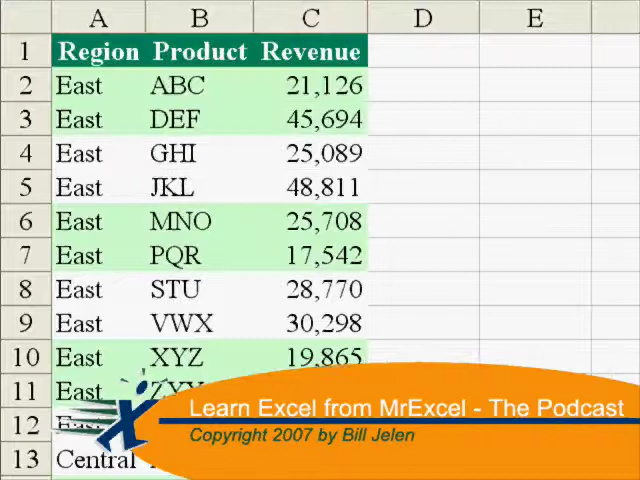 A B C D E
1 Region Product Revenue
2 East ABC 21,126
3 East DEF 45,694
4 East GHI 25,089
5 East JKL 48,811
6 East MNO 25,708
7 East PQR 17,542
8 East STU 28,770
9 East VWX 30,298
10 East XYZ 19,865
11 East
12 East
13 Central
Learn Excel from MrExcel - The Podcast
Copyright 2007 by Bill Jelen